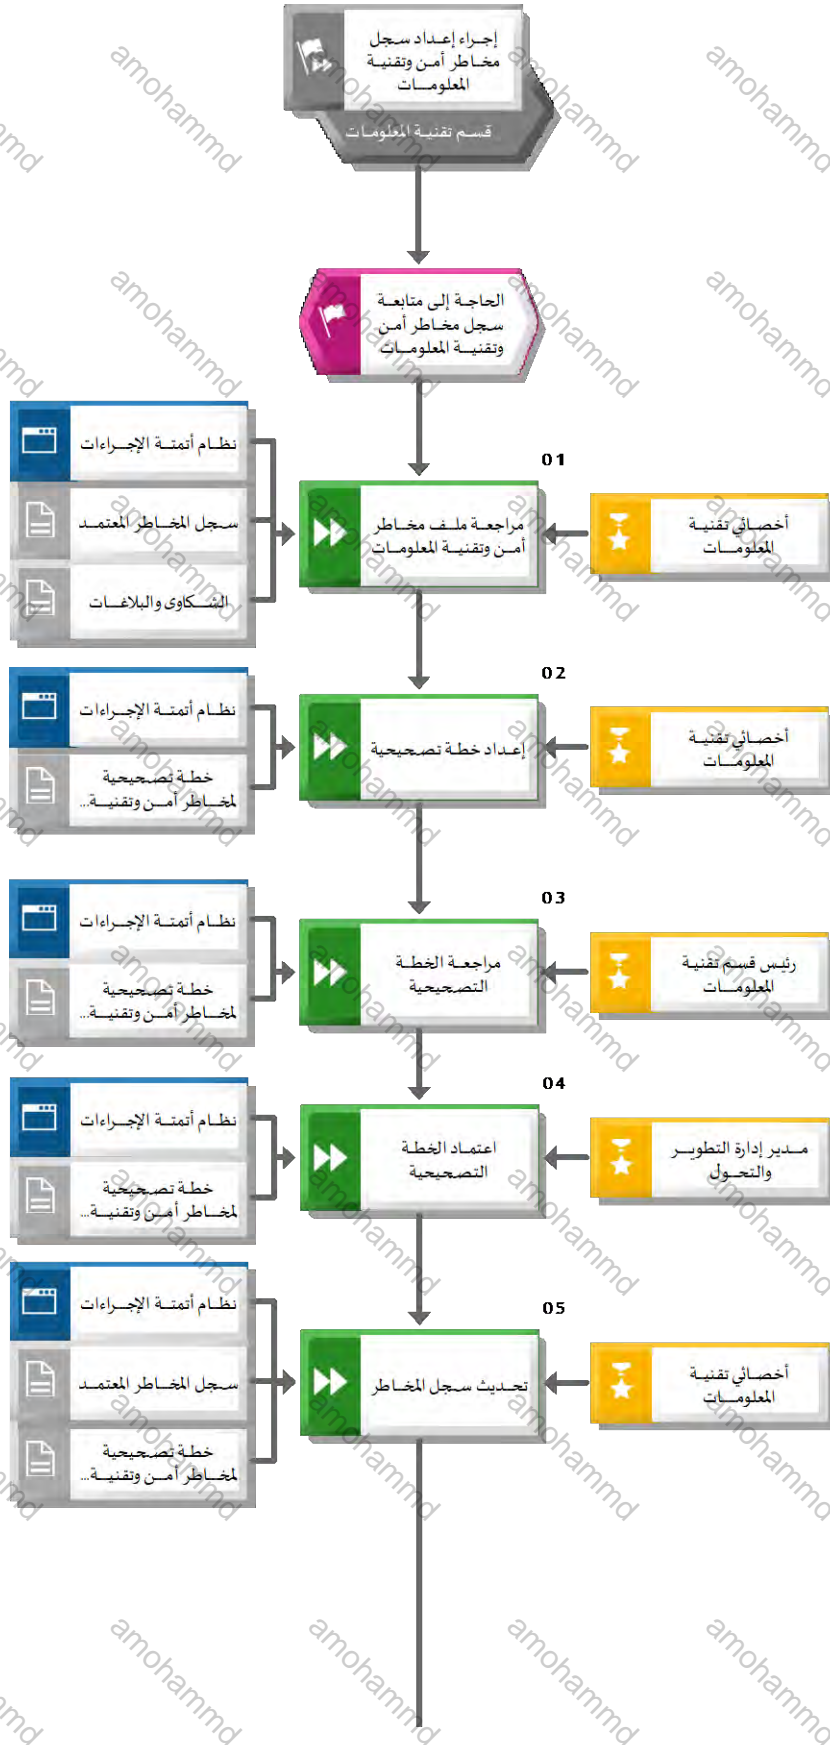 إجراء إعداد سجل
مخاطر أمن وتقنية
المعلومات
قسم تقنية المعلومات
الحاجة إلى متابعة
سجل مخاطر أمن
وتقنية المعلومات
01
أخصائي تقنية
المعلومات
مراجعة ملف مخاطر
أمن وتقنية المعلومات
نظام أتمتة الإجراءات
سجل المخاطر المعتمد
الشكاوى والبلاغات
02
أخصائي تقنية
المعلومات
إعداد خطة تصحيحية
نظام أتمتة الإجراءات
خطة تصحيحية
لمخاطر أمن وتقنية...
03
رئيس قسم تقنية
المعلومات
مراجعة الخطة
التصحيحية
نظام أتمتة الإجراءات
خطة تصحيحية
لمخاطر أمن وتقنية...
04
مدير إدارة التطوير
والتحول
اعتماد الخطة
التصحيحية
نظام أتمتة الإجراءات
خطة تصحيحية
لمخاطر أمن وتقنية...
05
أخصائي تقنية
المعلومات
تحديث سجل المخاطر
نظام أتمتة الإجراءات
سجل المخاطر المعتمد
خطة تصحيحية
لمخاطر أمن وتقنية...
amohammd